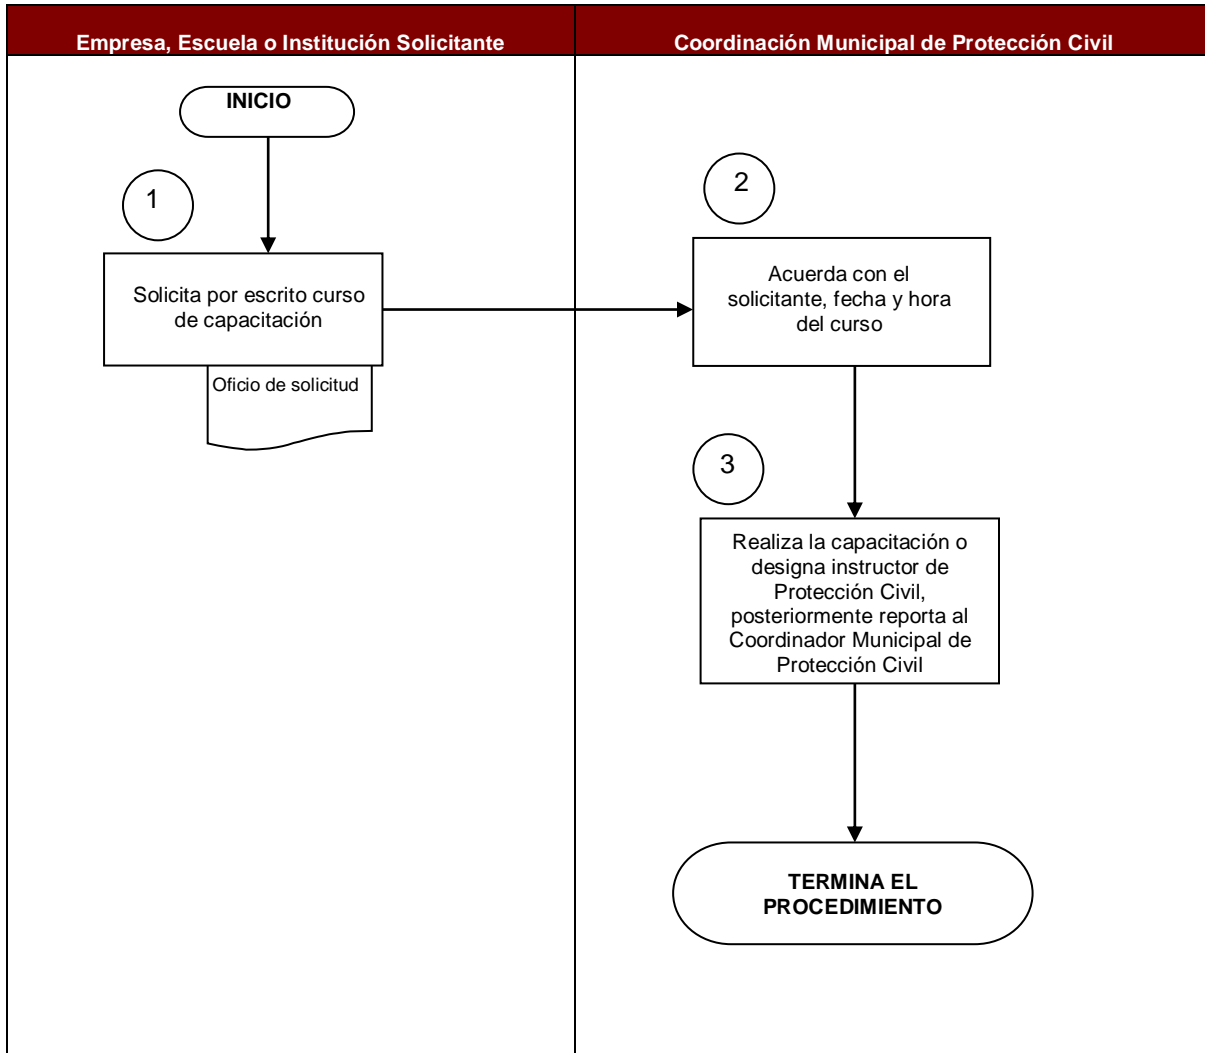 Empresa, Escuela o Institución Solicitante
Coordinación Municipal de Protección Civil
INICIO
1
Solicita por escrito curso
de capacitación
Oficio de solicitud
2
Acuerda con el
solicitante, fecha y hora
del curso
3
Realiza la capacitación o
designa instructor de
Protección Civil,
posteriormente reporta al
Coordinador Municipal de
Protección Civil
TERMINA EL
PROCEDIMIENTO